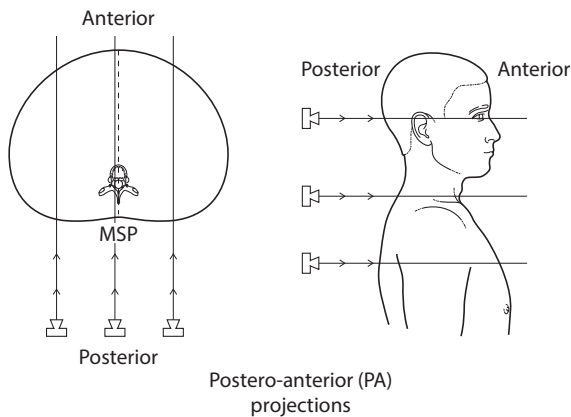 Anterior
MSP
Posterior
Posterior
Anterior
Postero-anterior (PA)
projections